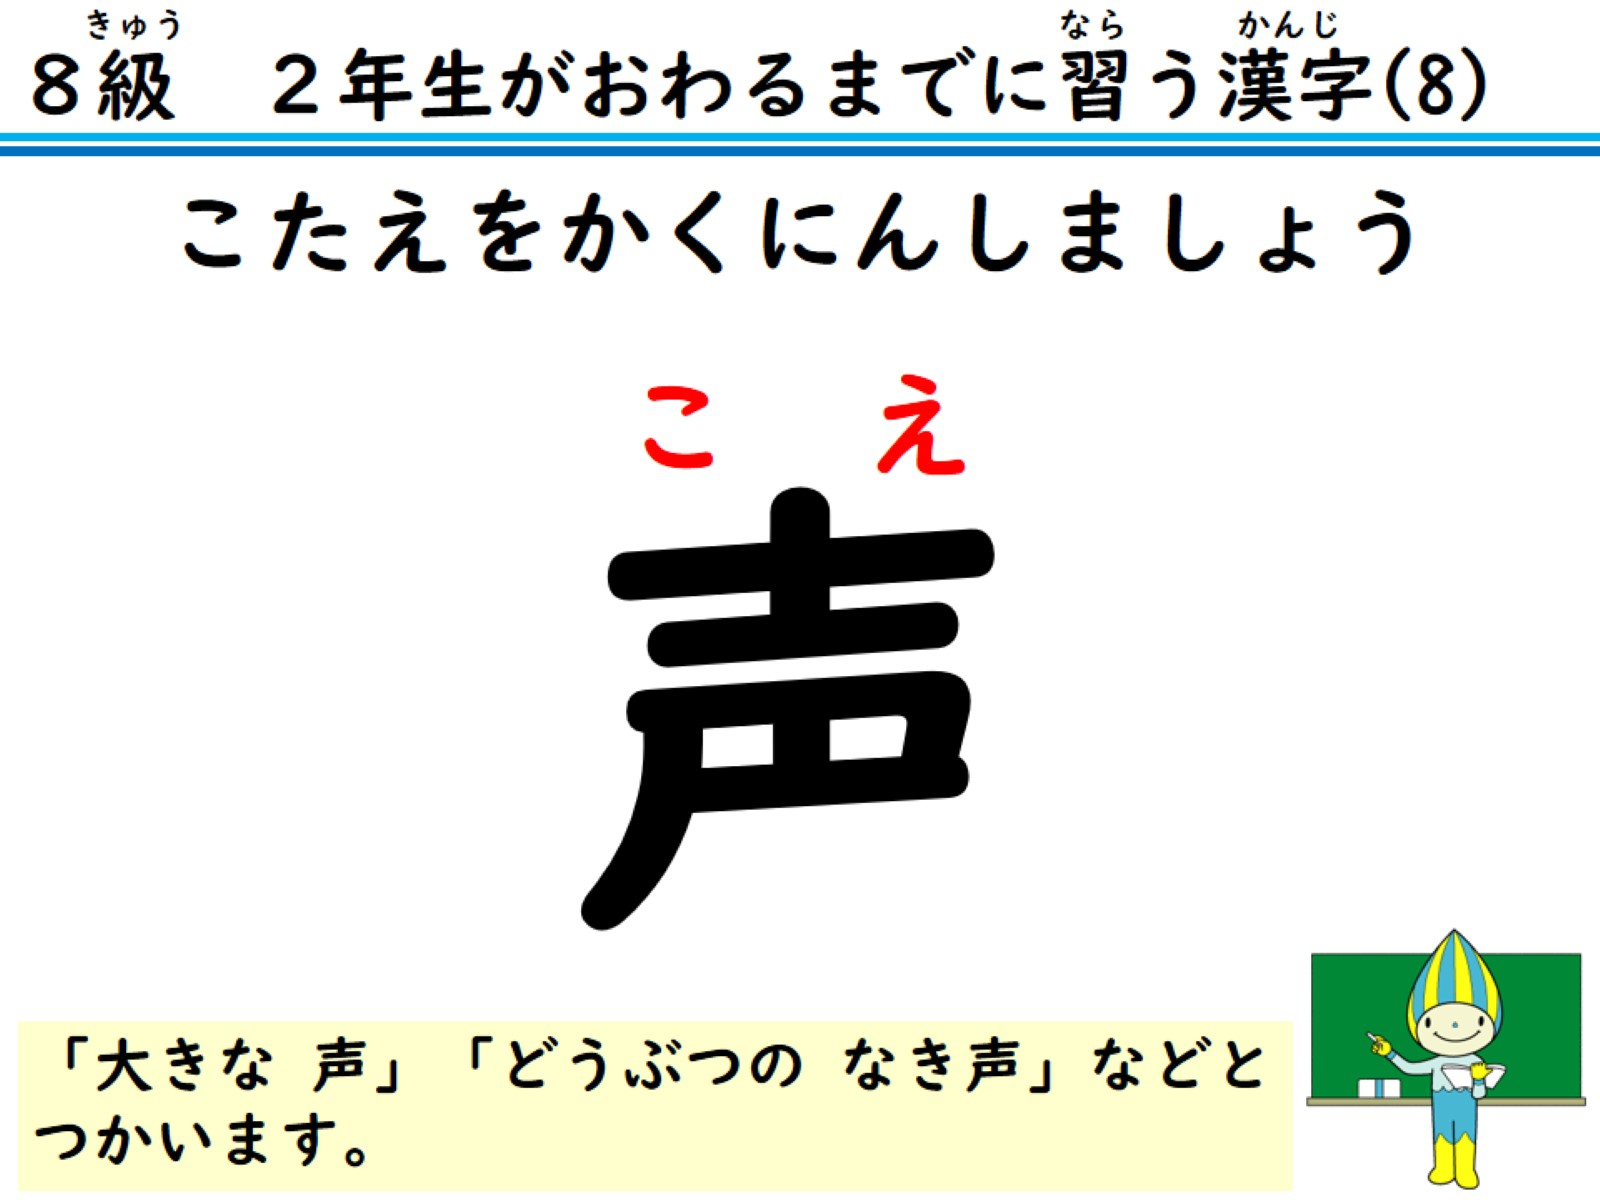 きゅう なら かんじ
8級 2年生がおわるまでに習う漢字(8)
こたえをかくにんしましょう
こ え
声
「大きな 声」「どうぶつの なき声」などと
つかいます。